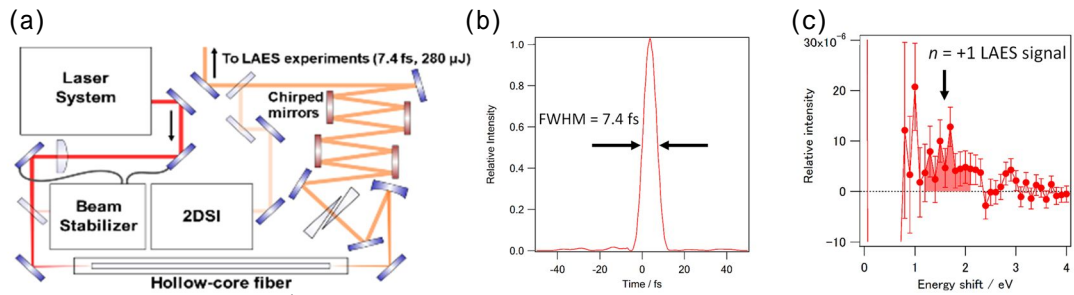 (a)
Laser
System
To LAES experiments (7.4 fs, 280 µJ)
Chirped
mirrors
Beam
Stabilizer
2DSI
Hollow-core fiber
(b)
Relative Intensity
1.0
0.8
0.6
0.4
0.2
0.0
FWHM = 7.4 fs
-40
-20
0
20
40
Time / fs
(c)
Relative intensity
30x10-6
20
10
0
-10
n = +1 LAES signal
0
1
2
3
4
Energy shift / eV